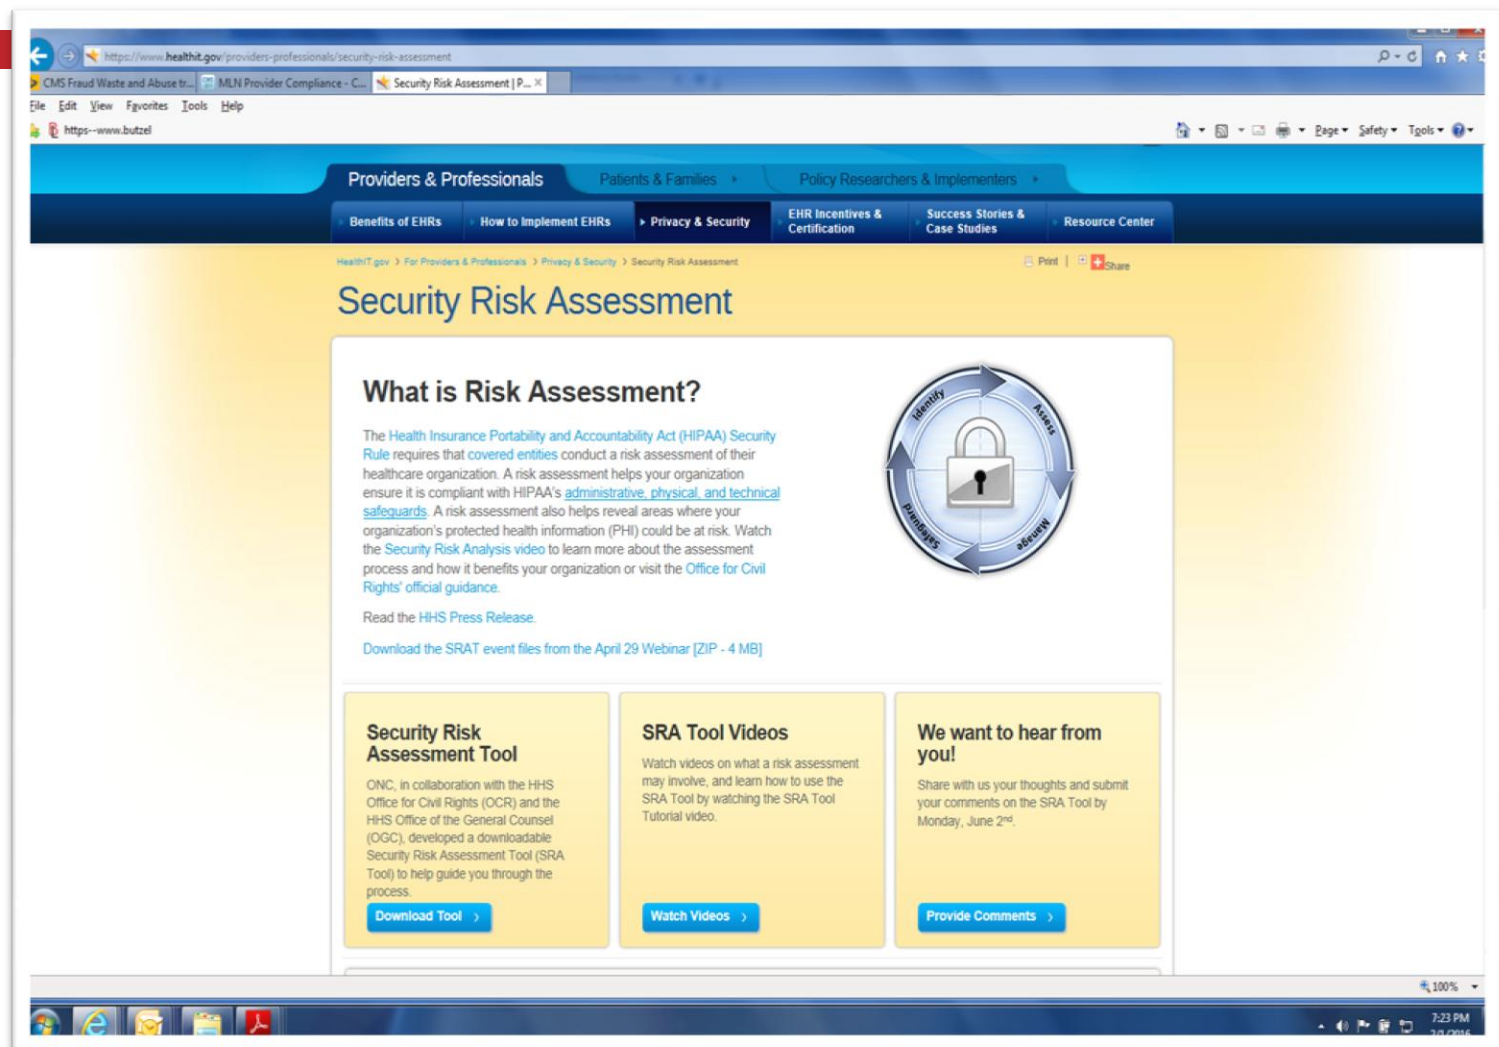 https://www.healthit.gov/providers-professionals/security-risk-assessment
CMS Fraud Waste and Abuse tr... MLN Provider Compliance - C... Security Risk Assessment | P...
File Edit View Favorites Tools Help
https--www.butzel
Page Safety Tools
Providers & Professionals Patients & Families Policy Researchers & Implementers
Benefits of EHRs How to Implement EHRs Privacy & Security EHR Incentives & Certification Success Stories & Case Studies Resource Center
HealthIT.gov > For Providers & Professionals > Privacy & Security > Security Risk Assessment
Print | Share
Security Risk Assessment
What is Risk Assessment?
The Health Insurance Portability and Accountability Act (HIPAA) Security
Rule requires that covered entities conduct a risk assessment of their
healthcare organization. A risk assessment helps your organization
ensure it is compliant with HIPAA's administrative, physical, and technical
safeguards. A risk assessment also helps reveal areas where your
organization's protected health information (PHI) could be at risk. Watch
the Security Risk Analysis video to learn more about the assessment
process and how it benefits your organization or visit the Office for Civil
Rights' official guidance.
Read the HHS Press Release.
Download the SRAT event files from the April 29 Webinar [ZIP - 4 MB]
Identify
Assess
Manage
Safeguard
Security Risk
Assessment Tool
ONC, in collaboration with the HHS
Office for Civil Rights (OCR) and the
HHS Office of the General Counsel
(OGC), developed a downloadable
Security Risk Assessment Tool (SRA
Tool) to help guide you through the
process.
Download Tool >
SRA Tool Videos
Watch videos on what a risk assessment
may involve, and learn how to use the
SRA Tool by watching the SRA Tool
Tutorial video.
Watch Videos >
We want to hear from
you!
Share with us your thoughts and submit
your comments on the SRA Tool by
Monday, June 2nd.
Provide Comments >
100%
7:23 PM